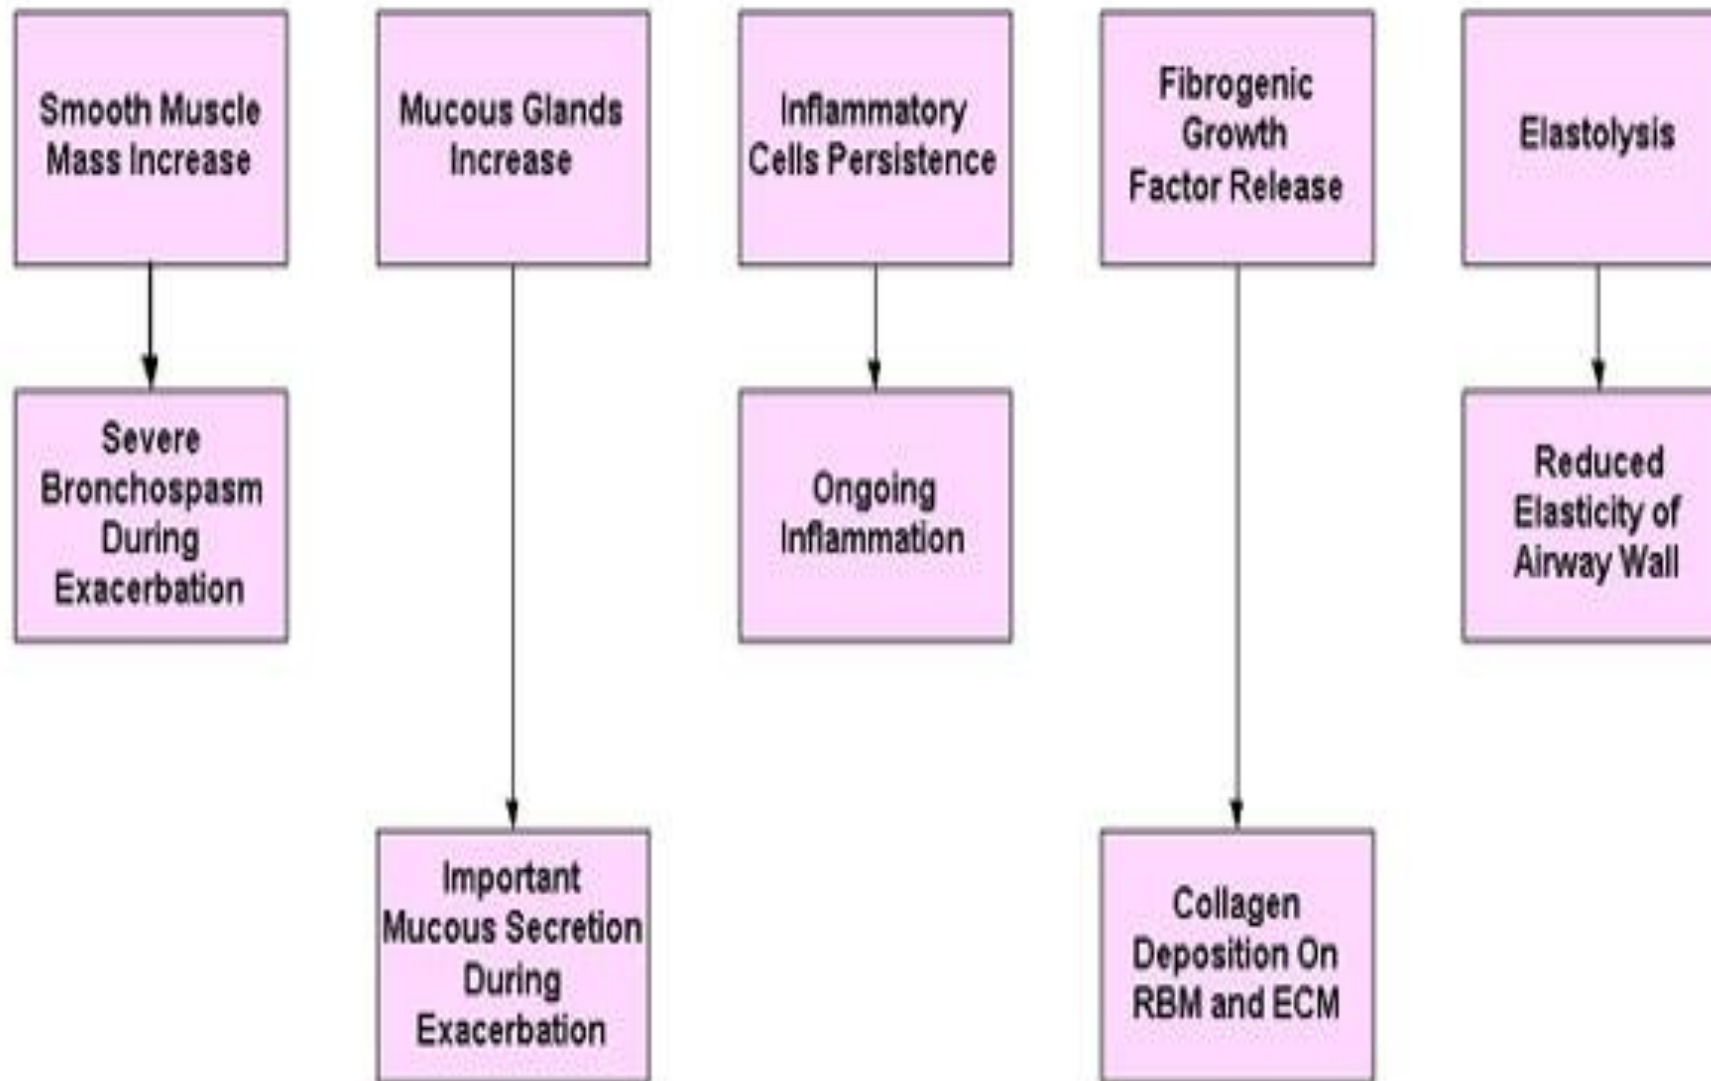 Smooth Muscle
Mass Increase
Mucous Glands
Increase
Inflammatory
Cells Persistence
Fibrogenic
Growth
Factor Release
Elastolysis
Severe
Bronchospasm
During
Exacerbation
Ongoing
Inflammation
Reduced
Elasticity of
Airway Wall
Important
Mucous Secretion
During
Exacerbation
Collagen
Deposition On
RBM and ECM